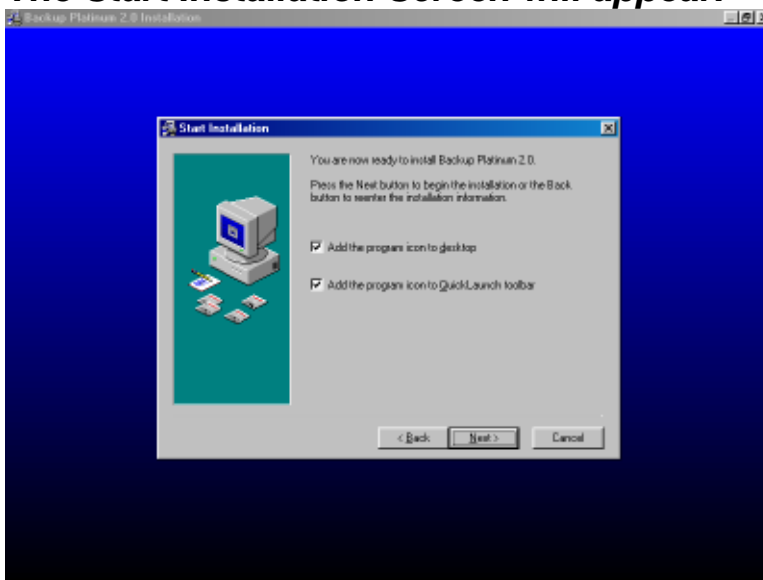 The Start Installation Screen will appear.
Backup Platinum 2.0 Installation
Start Installation
You are now ready to install Backup Platinum 2.0.
Press the Next button to begin the installation or the Back
button to reenter the installation information.
Add the program icon to desktop
Add the program icon to QuickLaunch toolbar
< Back
Next >
Cancel